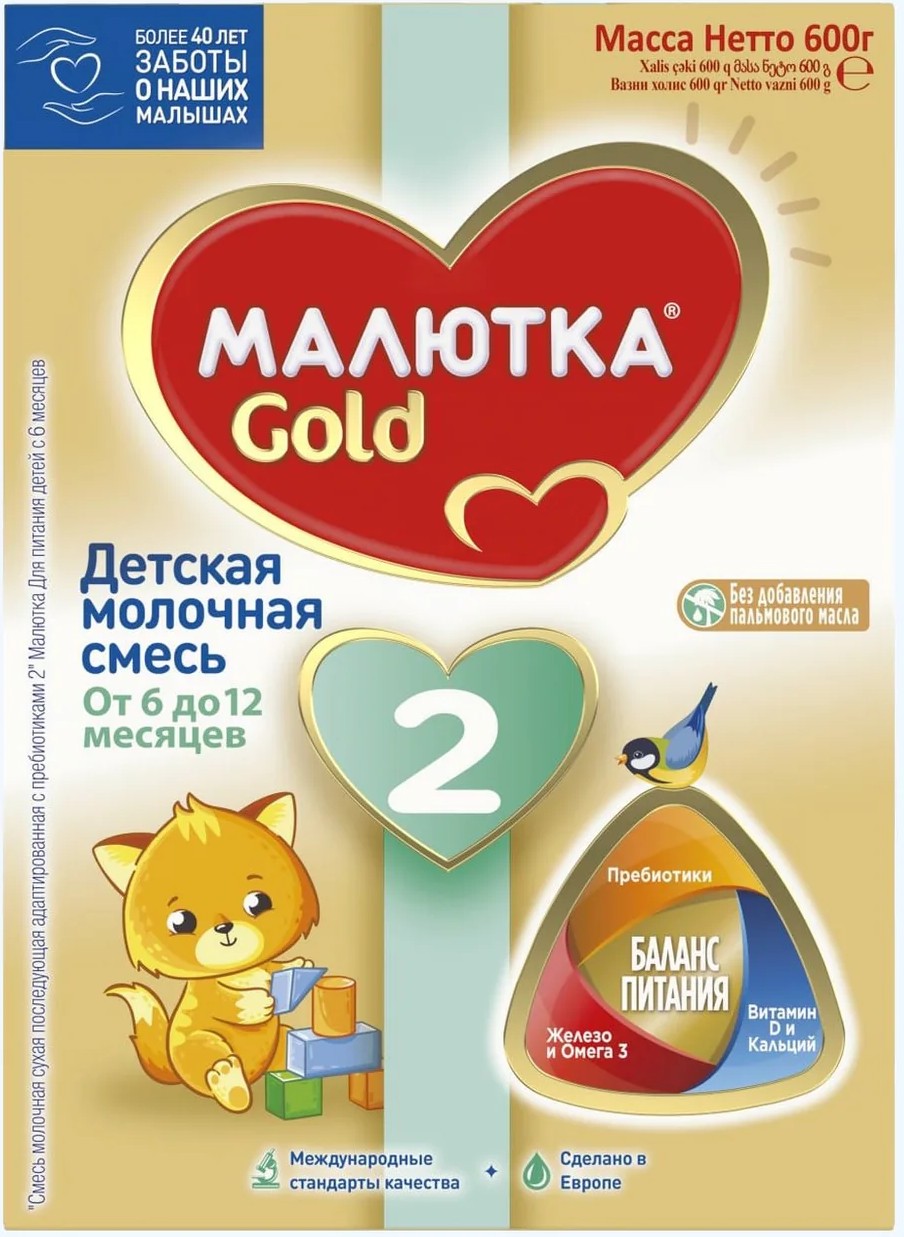 БОЛЕЕ 40 ЛЕТ
ЗАБОТЫ
О НАШИХ
МАЛЫШАХ
Масса Нетто 600г
Xalis çəki 600 q მასა ნეტო 600 გ
Вазни холис 600 qr Netto vazni 600 g
℮
МАЛЮТКА®
Gold
Детская
молочная
смесь
От 6 до 12
месяцев
Без добавления
пальмового масла
2
Пребиотики
БАЛАНС
ПИТАНИЯ
Железо
и Омега 3
Витамин
D и
Кальций
Международные
стандарты качества
Сделано в
Европе
"Смесь молочная сухая последующая адаптированная с пребиотиками 2" Малютка Для питания детей с 6 месяцев